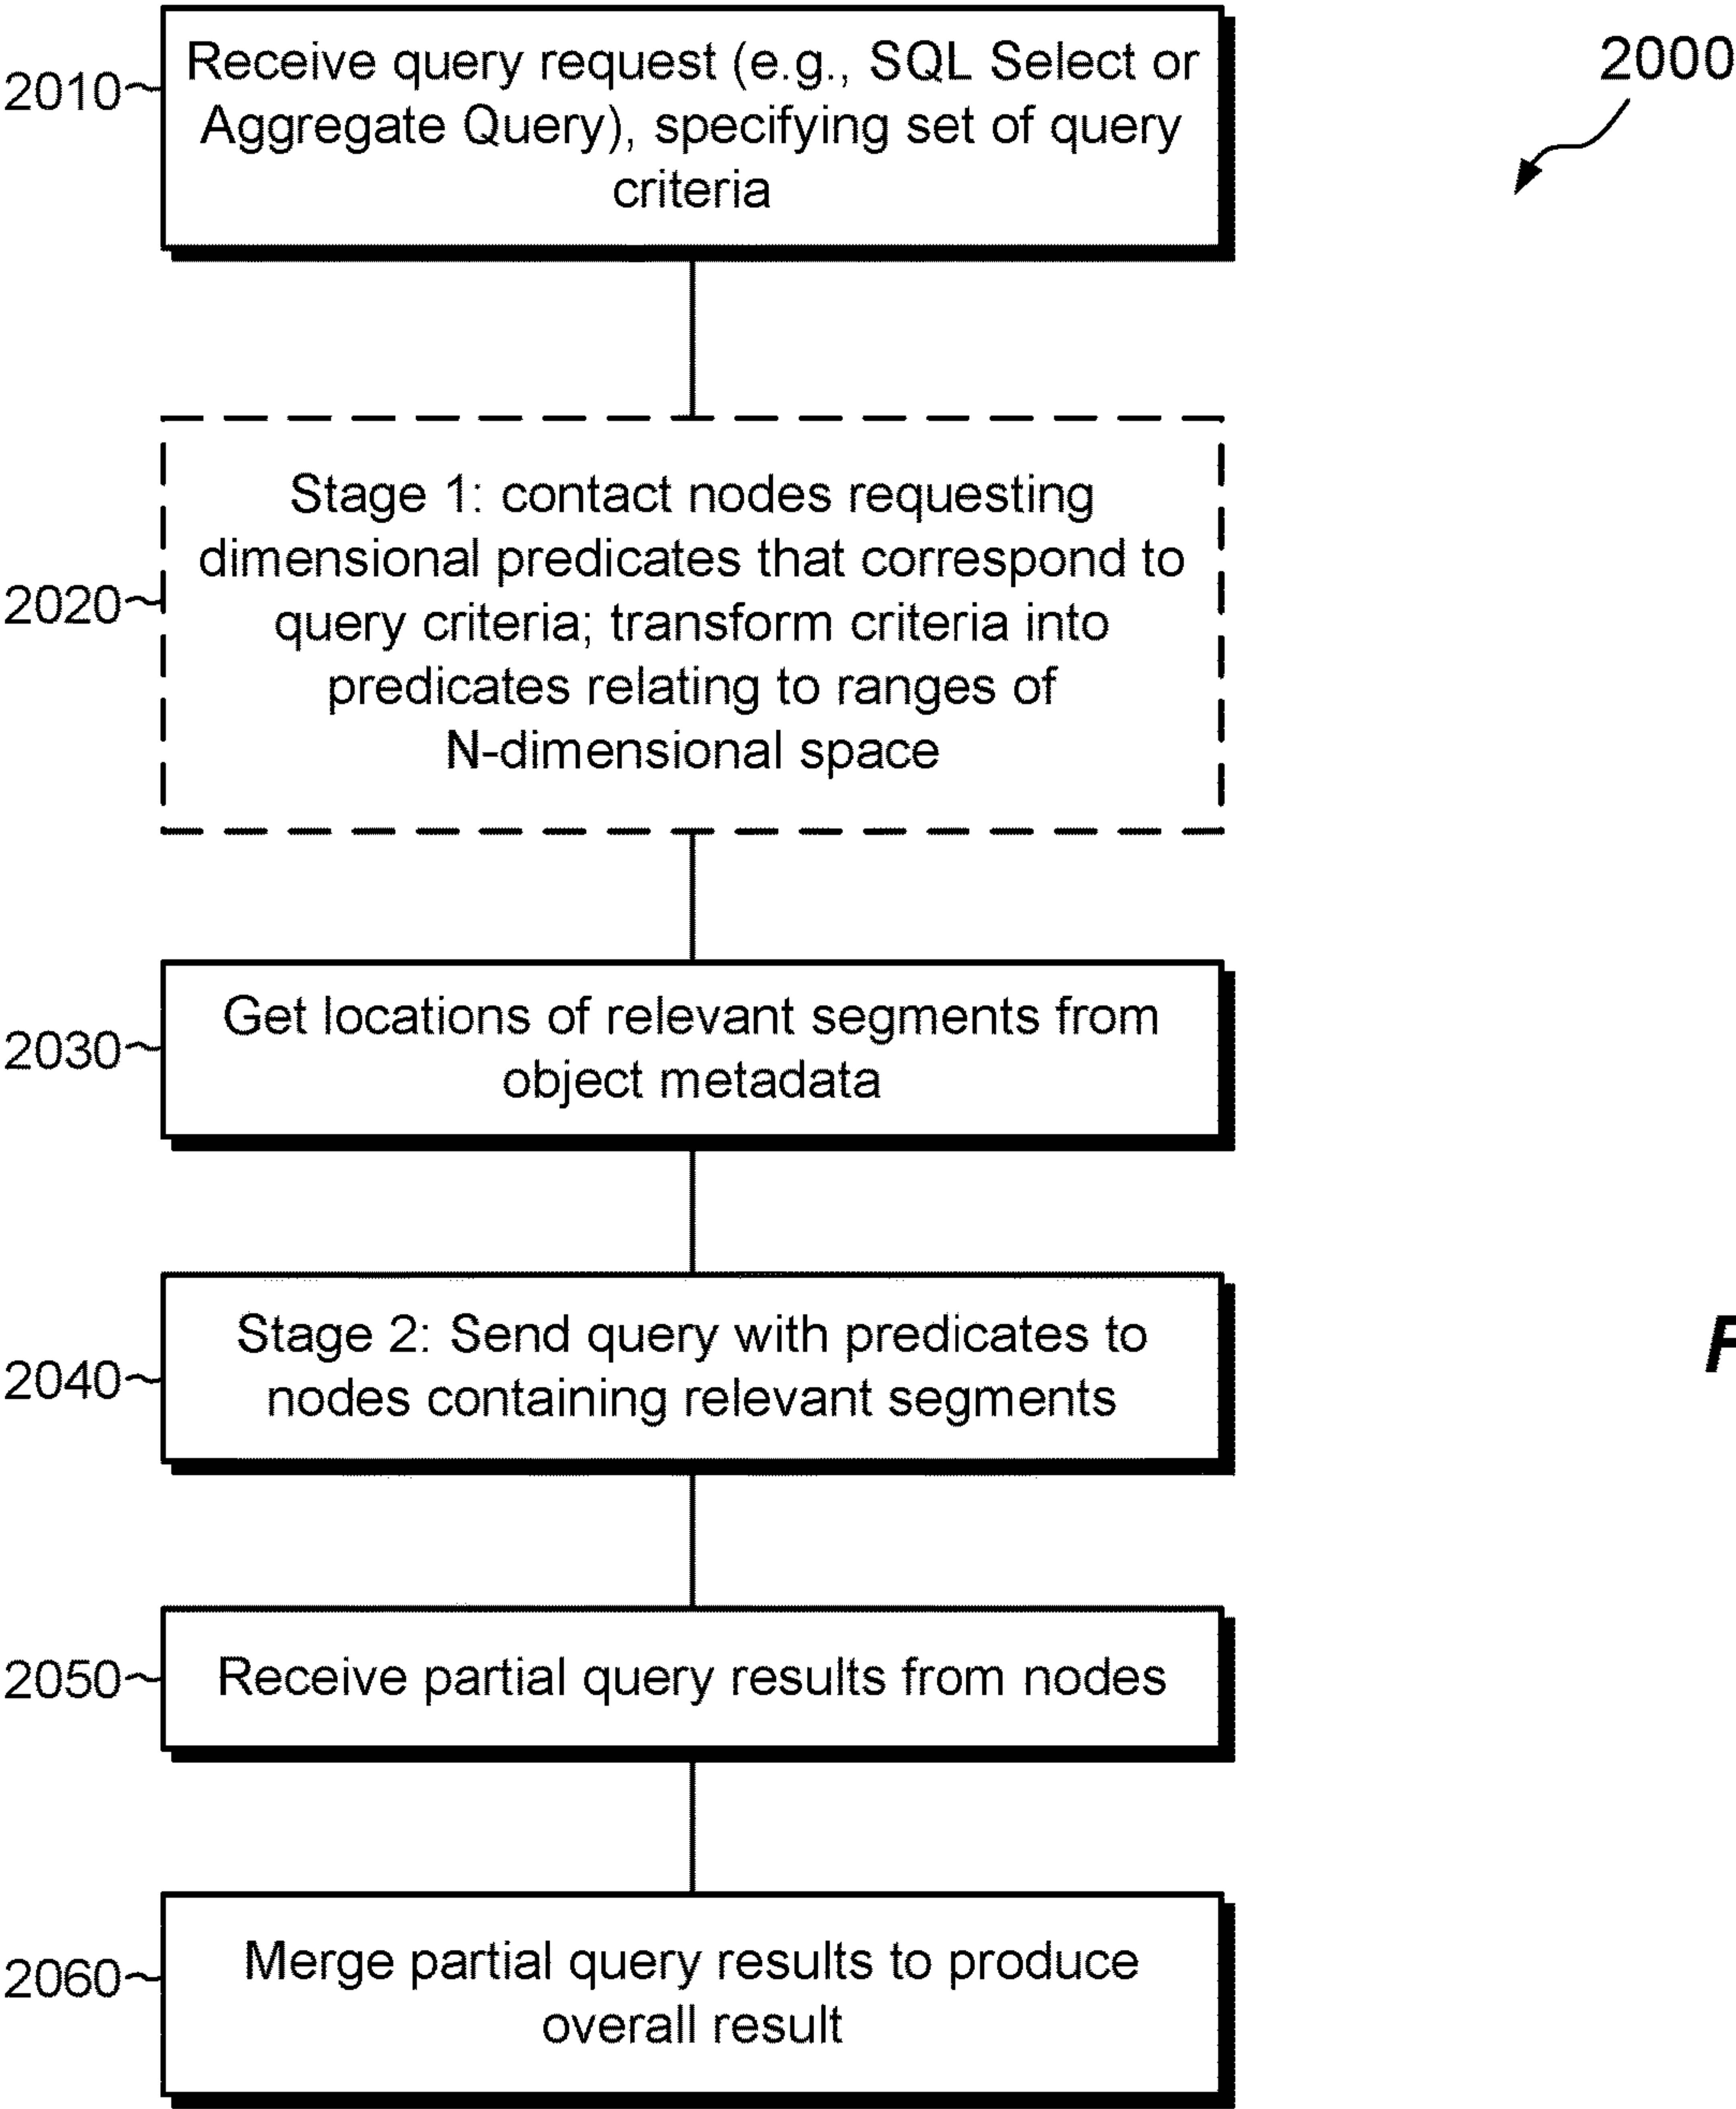 2000
2010
Receive query request (e.g., SQL Select or
Aggregate Query), specifying set of query
criteria
2020
Stage 1: contact nodes requesting
dimensional predicates that correspond to
query criteria; transform criteria into
predicates relating to ranges of
N-dimensional space
2030
Get locations of relevant segments from
object metadata
2040
Stage 2: Send query with predicates to
nodes containing relevant segments
F
2050
Receive partial query results from nodes
2060
Merge partial query results to produce
overall result